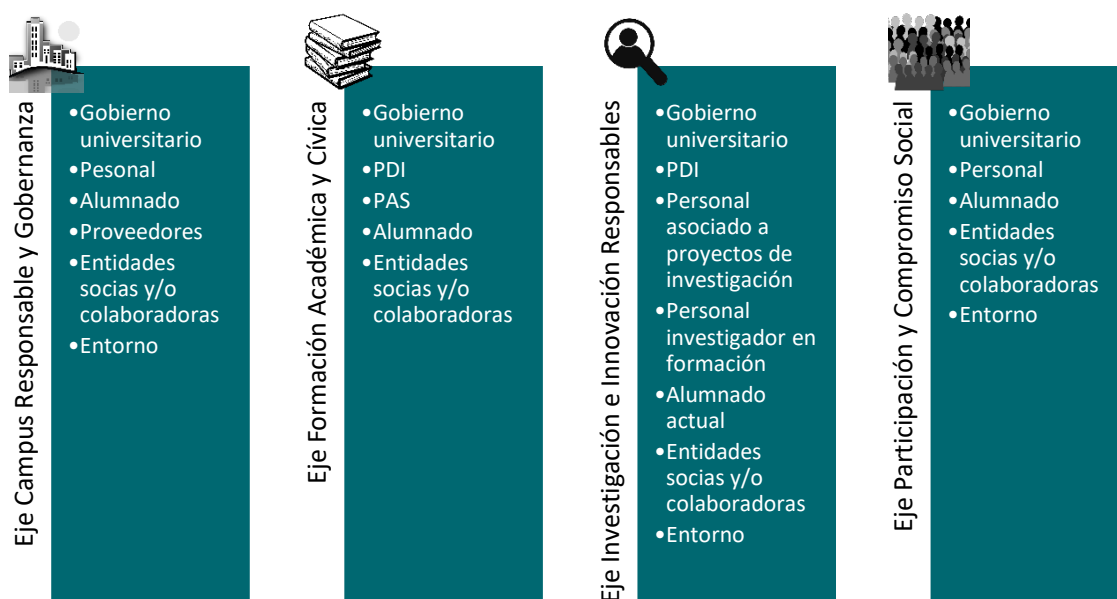 Eje Campus Responsable y Gobernanza
•Gobierno
universitario
•Pesonal
•Alumnado
•Proveedores
•Entidades
socias y/o
colaboradoras
•Entorno
Eje Formación Académica y Cívica
•Gobierno
universitario
•PDI
•PAS
•Alumnado
•Entidades
socias y/o
colaboradoras
Eje Investigación e Innovación Responsables
•Gobierno
universitario
•PDI
•Personal
asociado a
proyectos de
investigación
•Personal
investigador en
formación
•Alumnado
actual
•Entidades
socias y/o
colaboradoras
•Entorno
Eje Participación y Compromiso Social
•Gobierno
universitario
•Personal
•Alumnado
•Entidades
socias y/o
colaboradoras
•Entorno